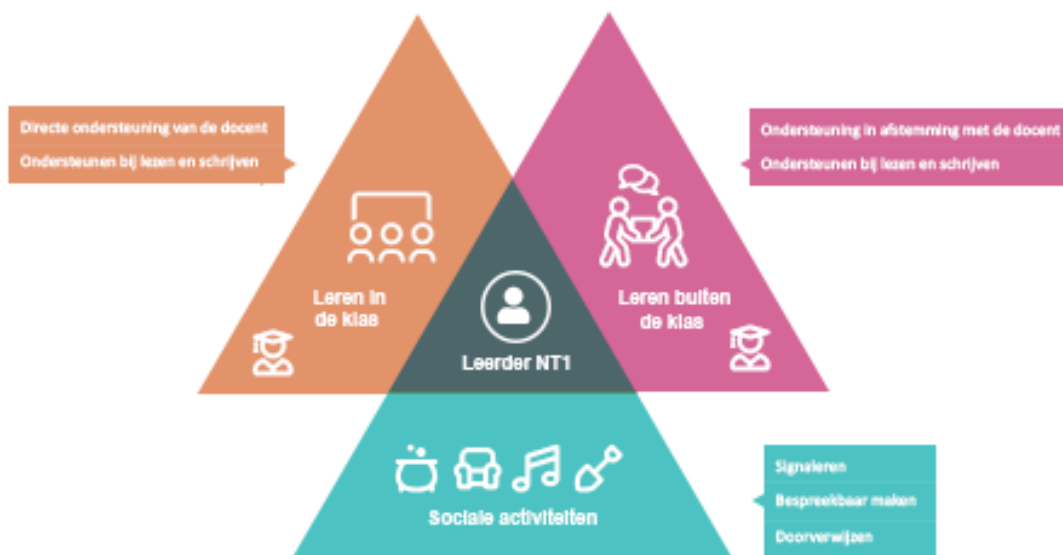 Directe ondersteuning van de docent
Ondersteunen bij lezen en schrijven
Ondersteuning in afstemming met de docent
Ondersteunen bij lezen en schrijven
Leren in
de klas
Leren buiten
de klas
Leerder NT1
Sociale activiteiten
Signaleren
Bespreekbaar maken
Doorverwijzen